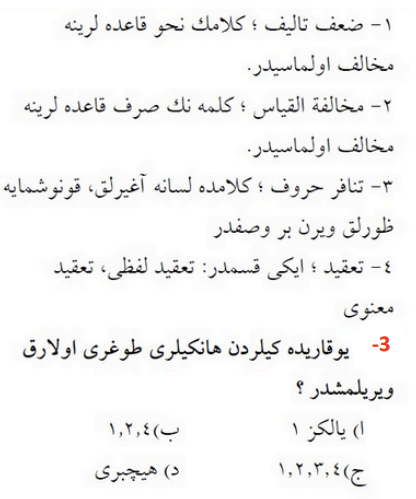 ١- ضعف تاليف ؛ كلامك نحو قاعده لرينه
مخالف اولماسيدر.
٢- مخالفة القياس ؛ كلمه نك صرف قاعده لرينه
مخالف اولماسيدر.
٣- تنافر حروف ؛ كلامده لسانه آغيرلق، قونوشمايه
ظورلق ويرن بر وصفدر
٤- تعقيد ؛ ايكى قسمدر: تعقيد لفظى، تعقيد
معنوى
3- يوقاريده كيلردن هانكيلرى طوغرى اولارق
ويريلمشدر ؟
ا) يالكز ١ ب) ١,٢,٤
ج) ١,٢,٣,٤ د) هيچبرى